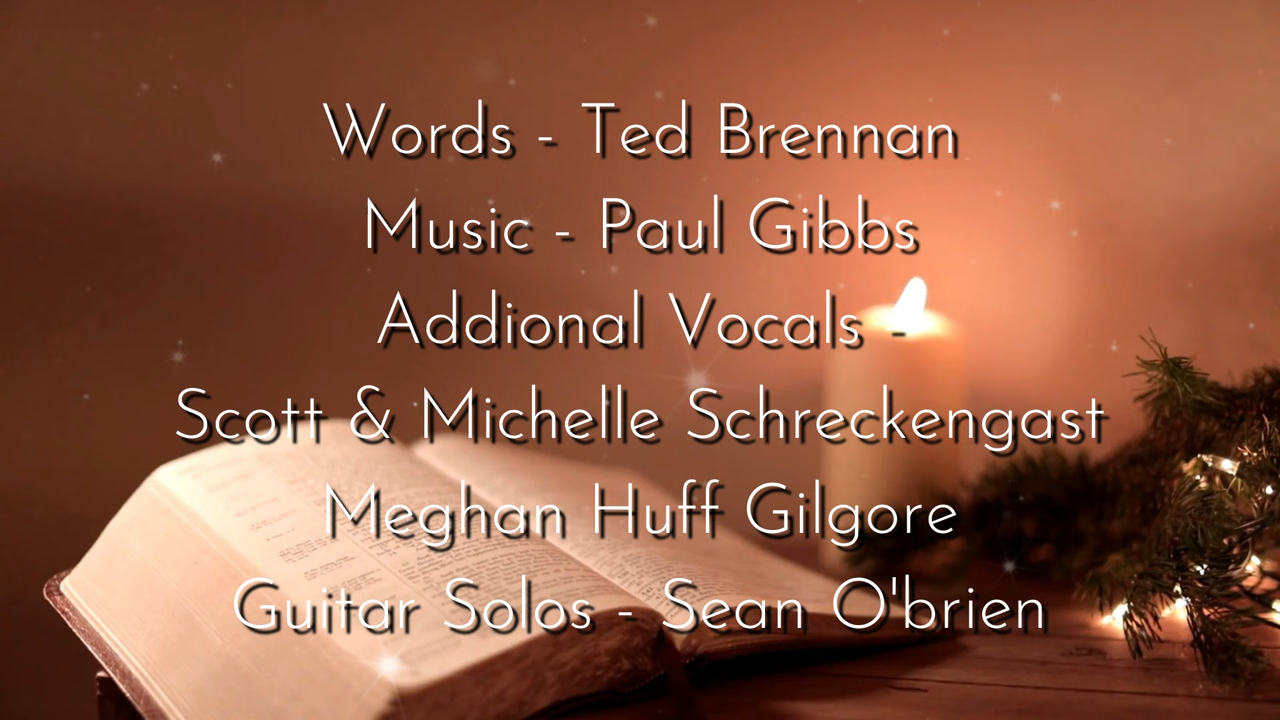 Words - Ted Brennan
Music - Paul Gibbs
Addional Vocals -
Scott & Michelle Schreckengast
Meghan Huff Gilgore
Guitar Solos - Sean O'brien